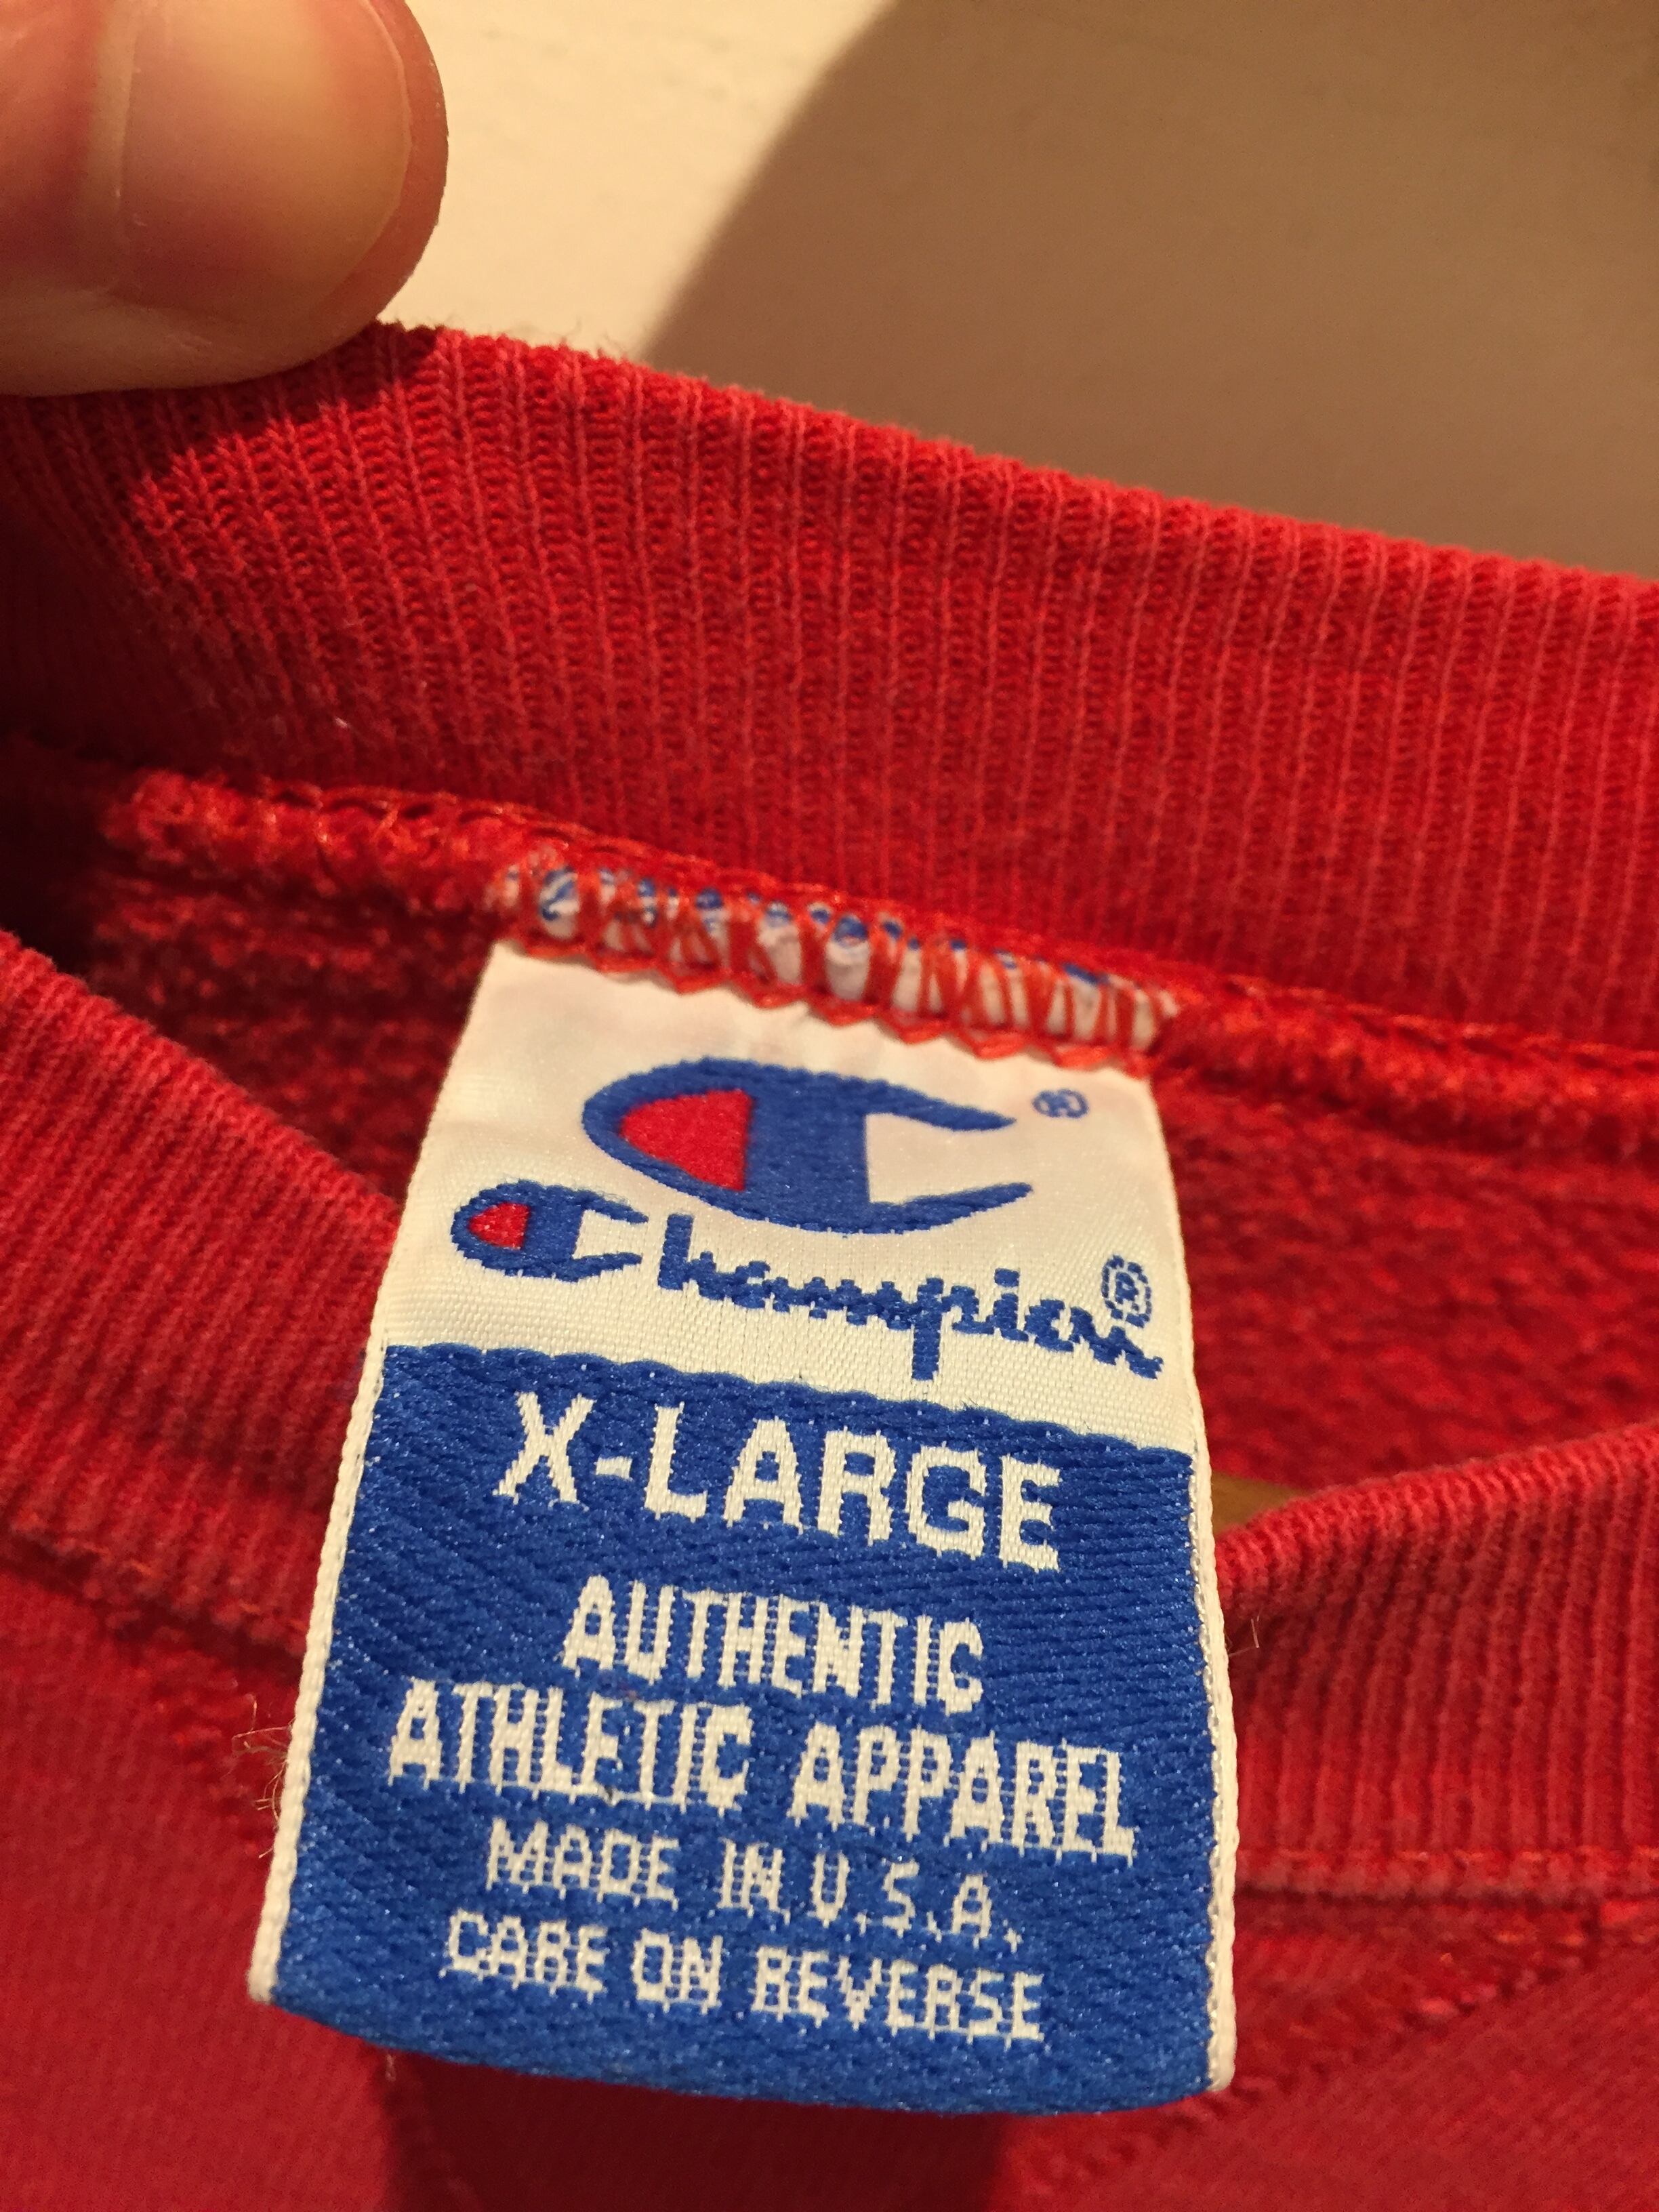 ®
Champion®
X-LARGE
AUTHENTIC
ATHLETIC APPAREL
MADE IN U.S.A.
CARE ON REVERSE